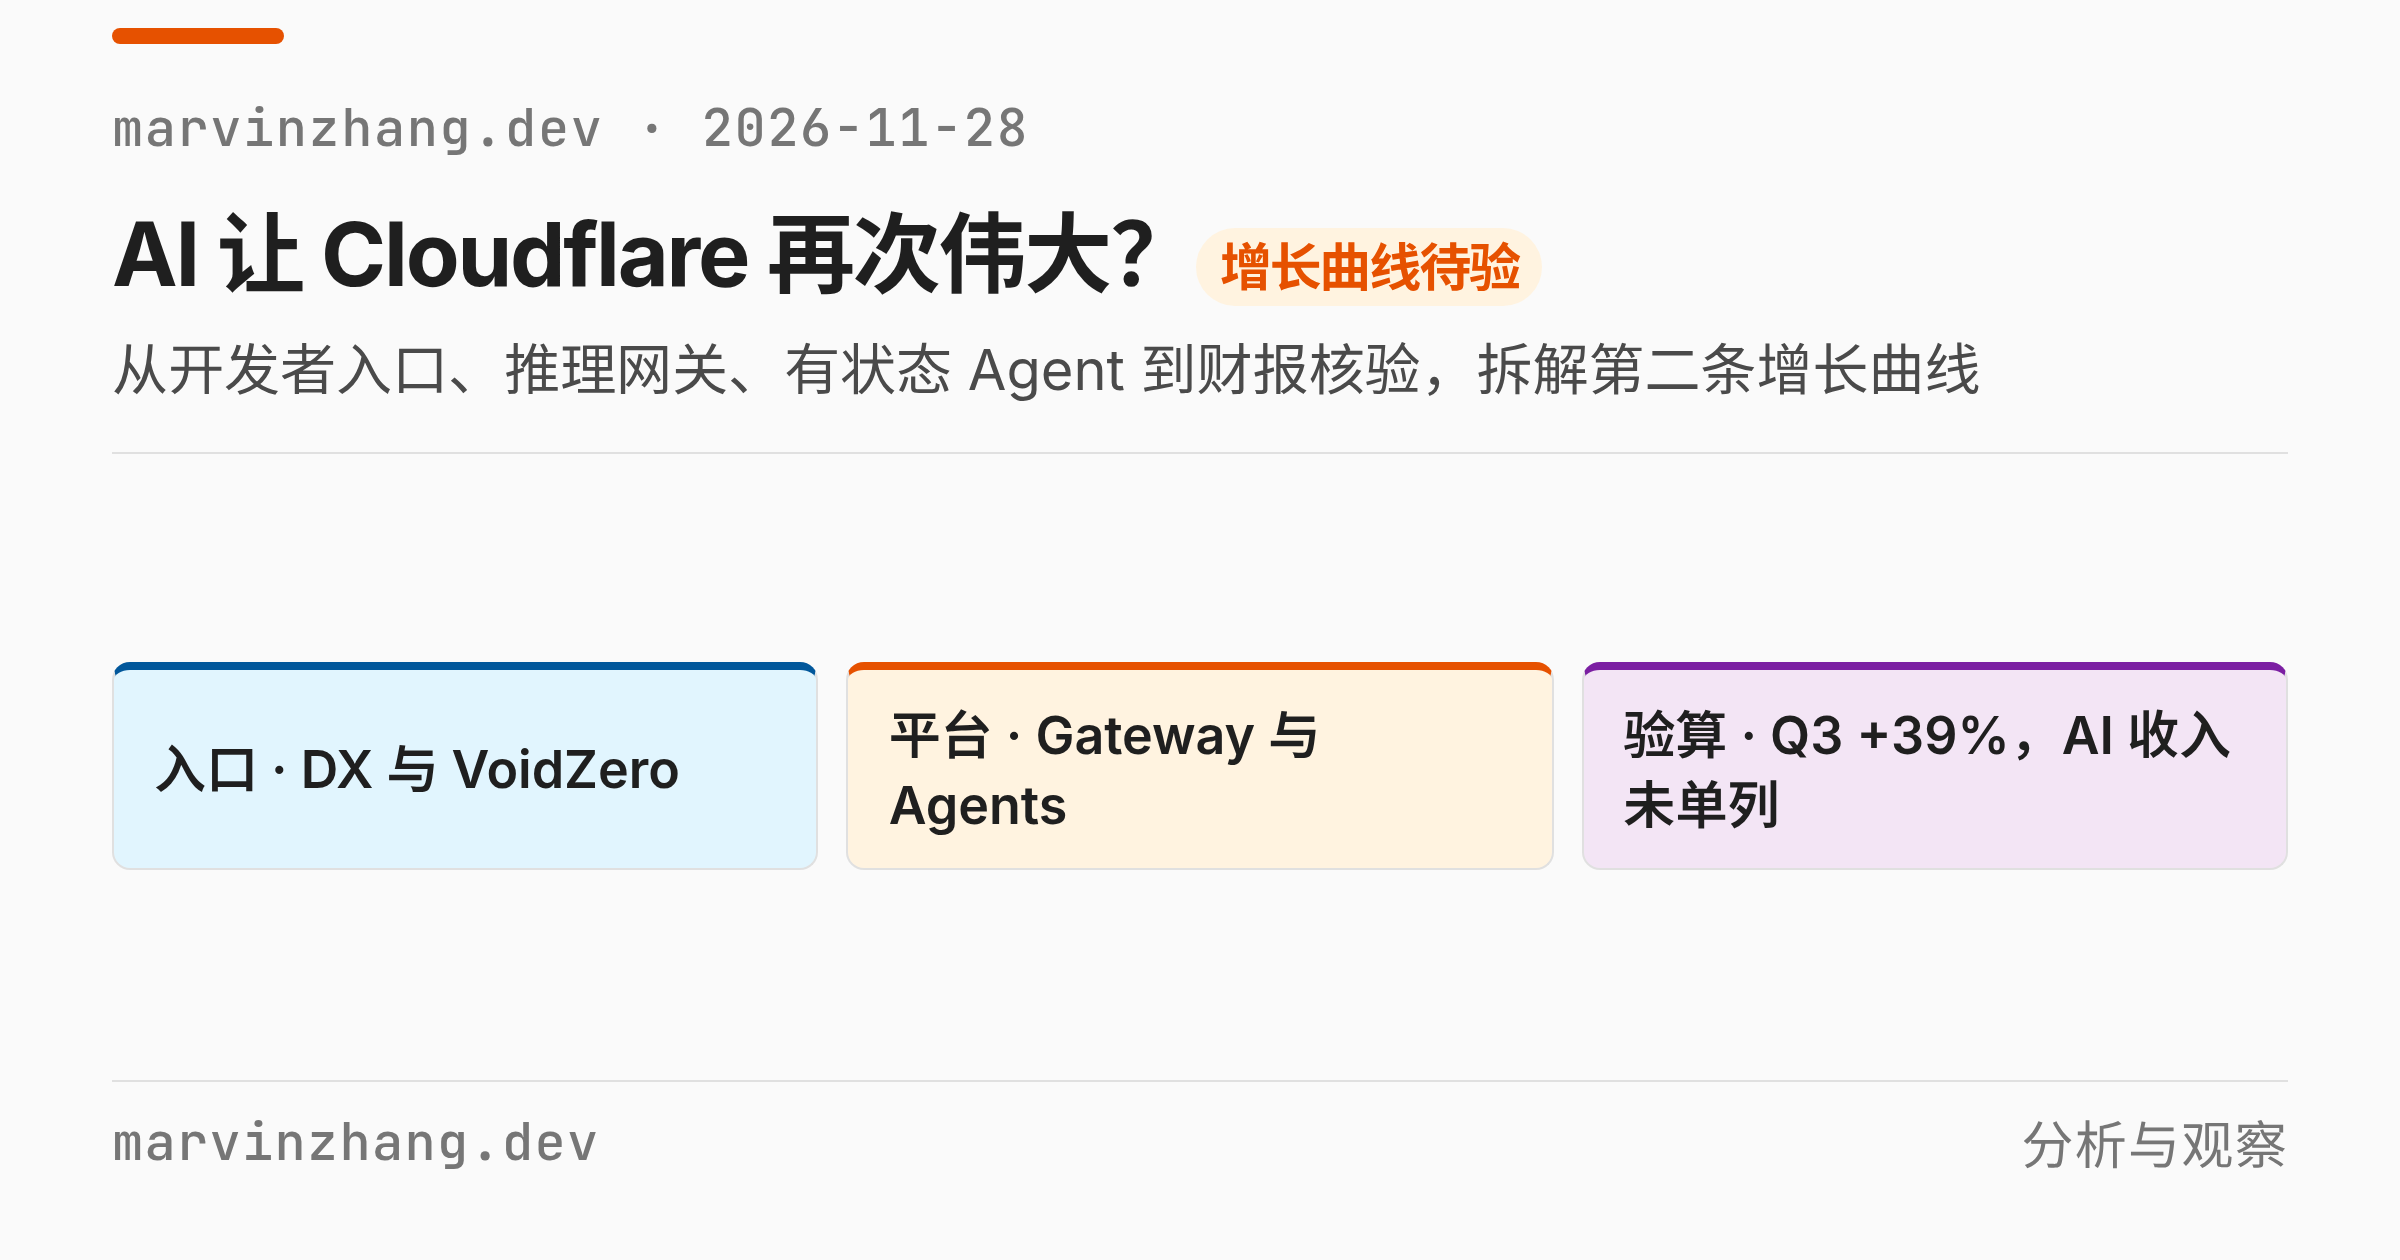 marvinzhang.dev · 2026-11-28
AI 让 Cloudflare 再次伟大？ 增长曲线待验
从开发者入口、推理网关、有状态 Agent 到财报核验，拆解第二条增长曲线
入口 · DX 与 VoidZero
平台 · Gateway 与
Agents
验算 · Q3 +39%，AI 收入
未单列
marvinzhang.dev
分析与观察